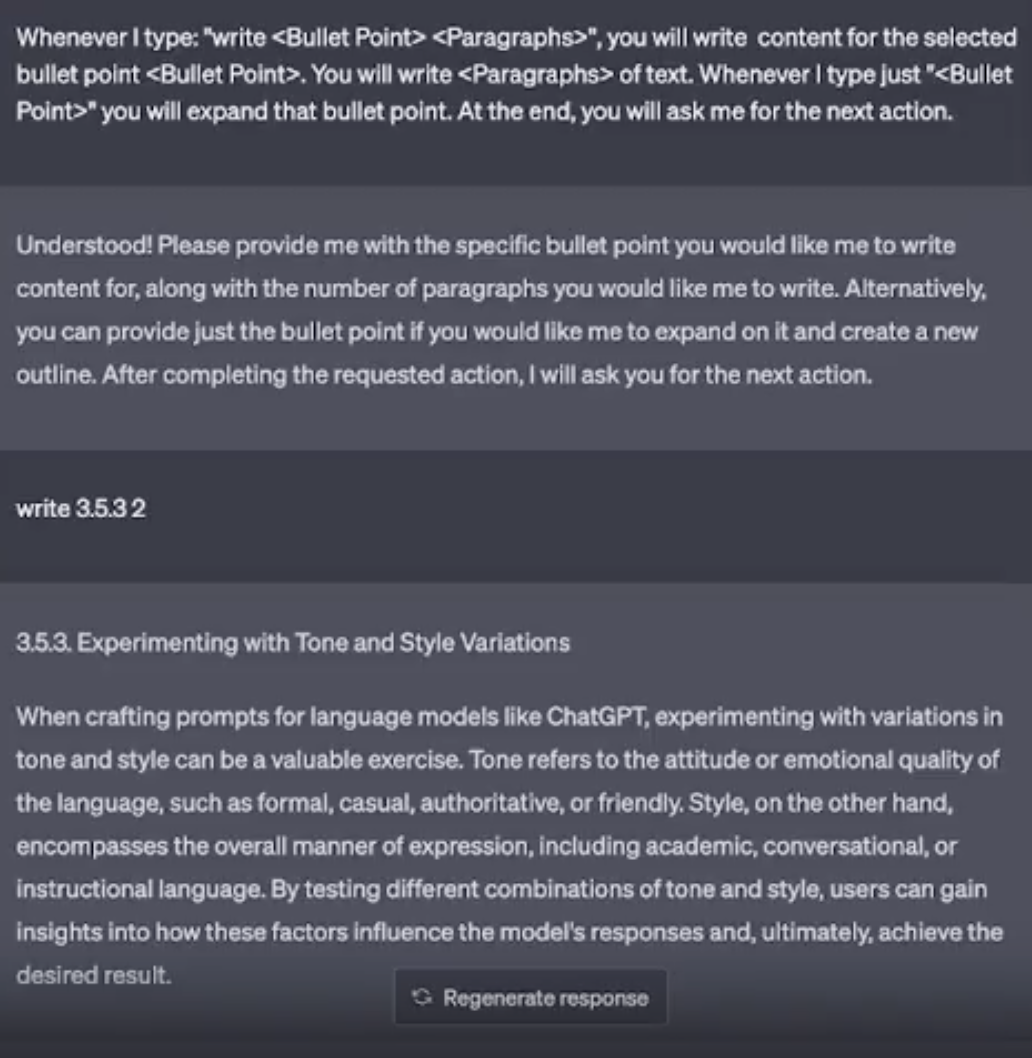 Whenever I type: "write <Bullet Point> <Paragraphs>", you will write content for the selected
bullet point <Bullet Point>. You will write <Paragraphs> of text. Whenever I type just "<Bullet
Point>" you will expand that bullet point. At the end, you will ask me for the next action.
Understood! Please provide me with the specific bullet point you would like me to write
content for, along with the number of paragraphs you would like me to write. Alternatively,
you can provide just the bullet point if you would like me to expand on it and create a new
outline. After completing the requested action, I will ask you for the next action.
write 3.5.3 2
3.5.3. Experimenting with Tone and Style Variations
When crafting prompts for language models like ChatGPT, experimenting with variations in
tone and style can be a valuable exercise. Tone refers to the attitude or emotional quality of
the language, such as formal, casual, authoritative, or friendly. Style, on the other hand,
encompasses the overall manner of expression, including academic, conversational, or
instructional language. By testing different combinations of tone and style, users can gain
insights into how these factors influence the model's responses and, ultimately, achieve the
desired result.
Regenerate response